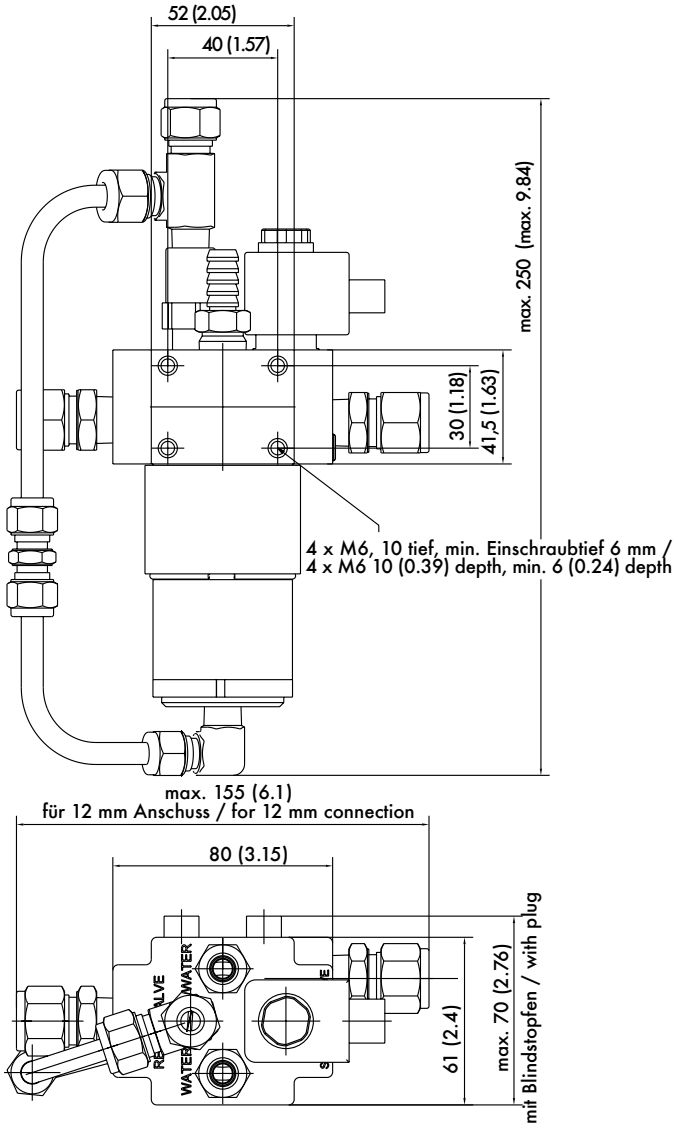 52 (2.05)
40 (1.57)
max. 250 (max. 9.84)
30 (1.18)
41,5 (1.63)
4 x M6, 10 tief, min. Einschraubtief 6 mm /
4 x M6 10 (0.39) depth, min. 6 (0.24) depth
max. 155 (6.1)
für 12 mm Anschuss / for 12 mm connection
80 (3.15)
WATER
WATER
61 (2.4)
max. 70 (2.76)
mit Blindstopfen / with plug